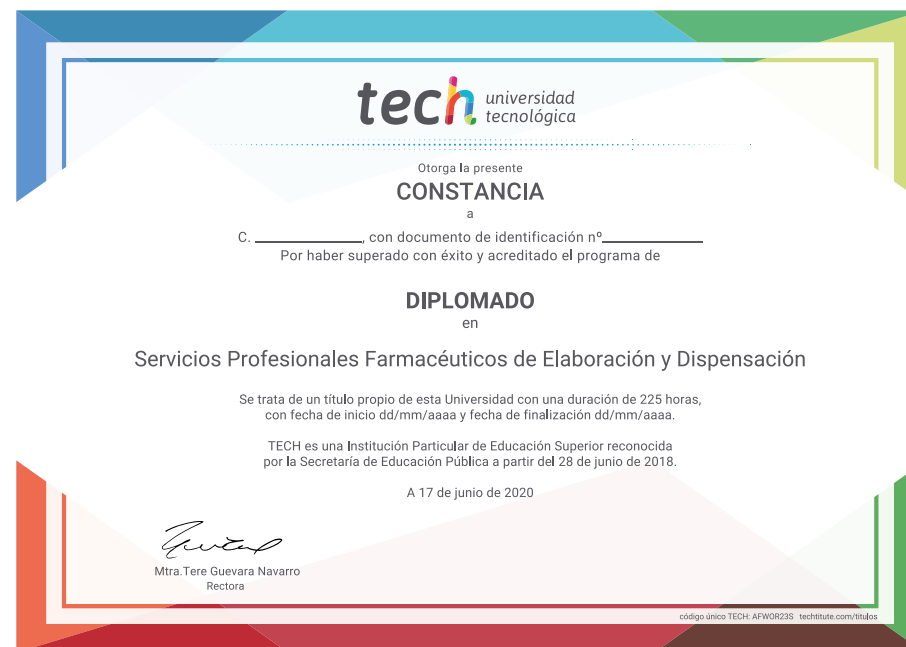 tech universidad
tecnológica
Otorga la presente
CONSTANCIA
a
C. ____________, con documento de identificación nº____________
Por haber superado con éxito y acreditado el programa de
DIPLOMADO
en
Servicios Profesionales Farmacéuticos de Elaboración y Dispensación
Se trata de un título propio de esta Universidad con una duración de 225 horas,
con fecha de inicio dd/mm/aaaa y fecha de finalización dd/mm/aaaa.
TECH es una Institución Particular de Educación Superior reconocida
por la Secretaría de Educación Pública a partir del 28 de junio de 2018.
A 17 de junio de 2020
Mtra.Tere Guevara Navarro
Rectora
código único TECH: AFWOR23S techtitute.com/titulos